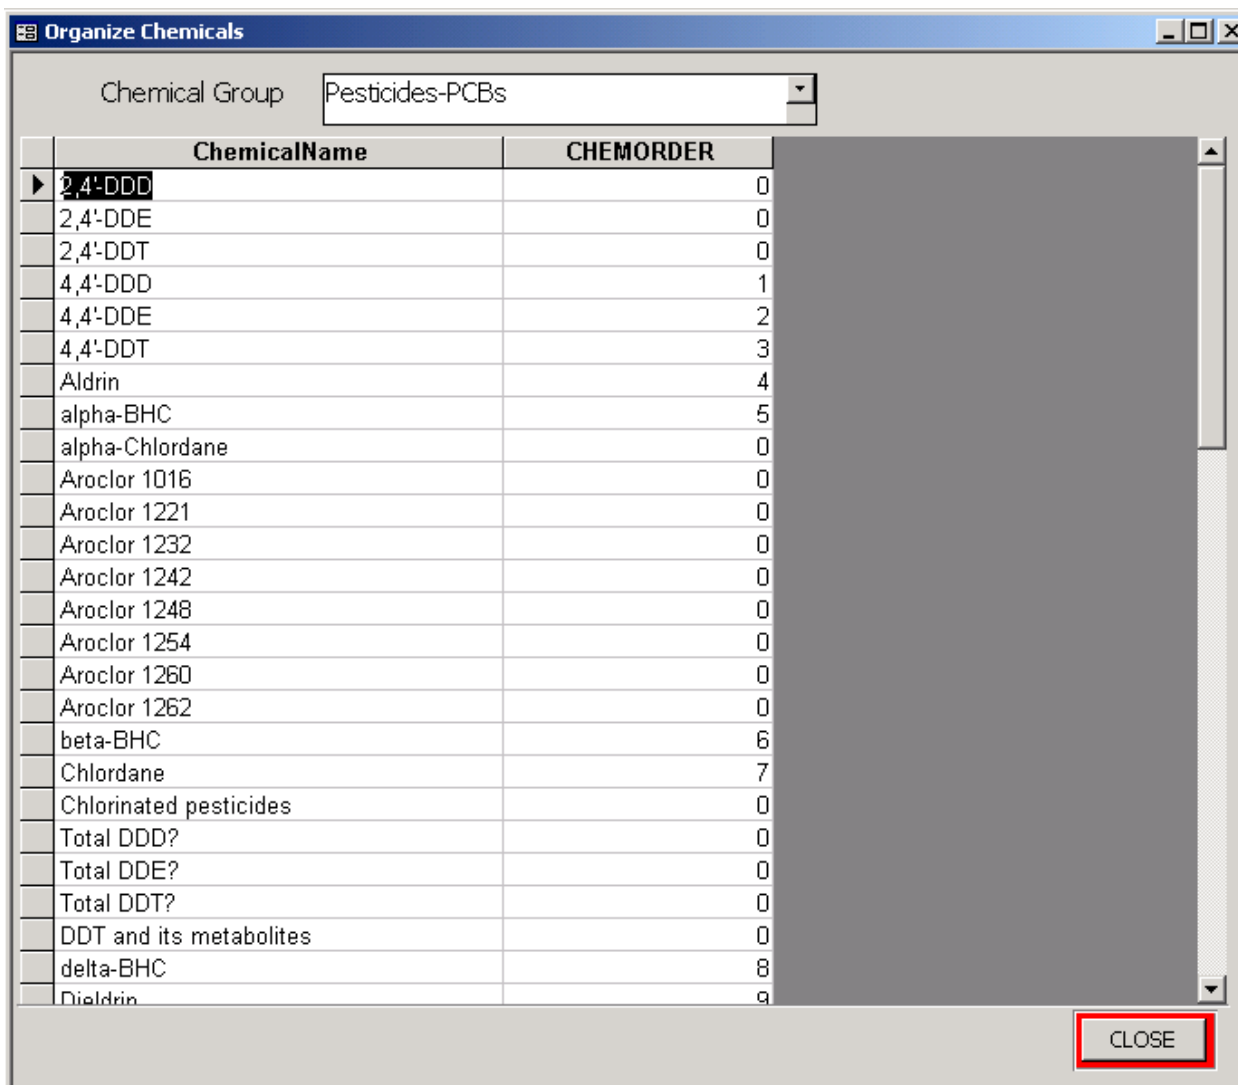 Organize Chemicals
Chemical Group Pesticides-PCBs
ChemicalName CHEMORDER
2,4'-DDD 0
2,4'-DDE 0
2,4'-DDT 0
4,4'-DDD 1
4,4'-DDE 2
4,4'-DDT 3
Aldrin 4
alpha-BHC 5
alpha-Chlordane 0
Aroclor 1016 0
Aroclor 1221 0
Aroclor 1232 0
Aroclor 1242 0
Aroclor 1248 0
Aroclor 1254 0
Aroclor 1260 0
Aroclor 1262 0
beta-BHC 6
Chlordane 7
Chlorinated pesticides 0
Total DDD? 0
Total DDE? 0
Total DDT? 0
DDT and its metabolites 0
delta-BHC 8
Dieldrin 9
CLOSE